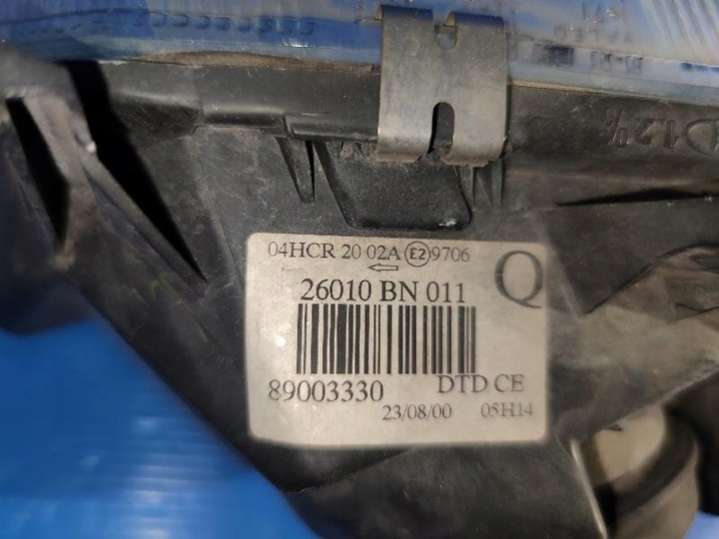 04HCR 20 02A E2 9706
←
26010 BN 011
Q
89003330 DTD CE
23/08/00 05H14